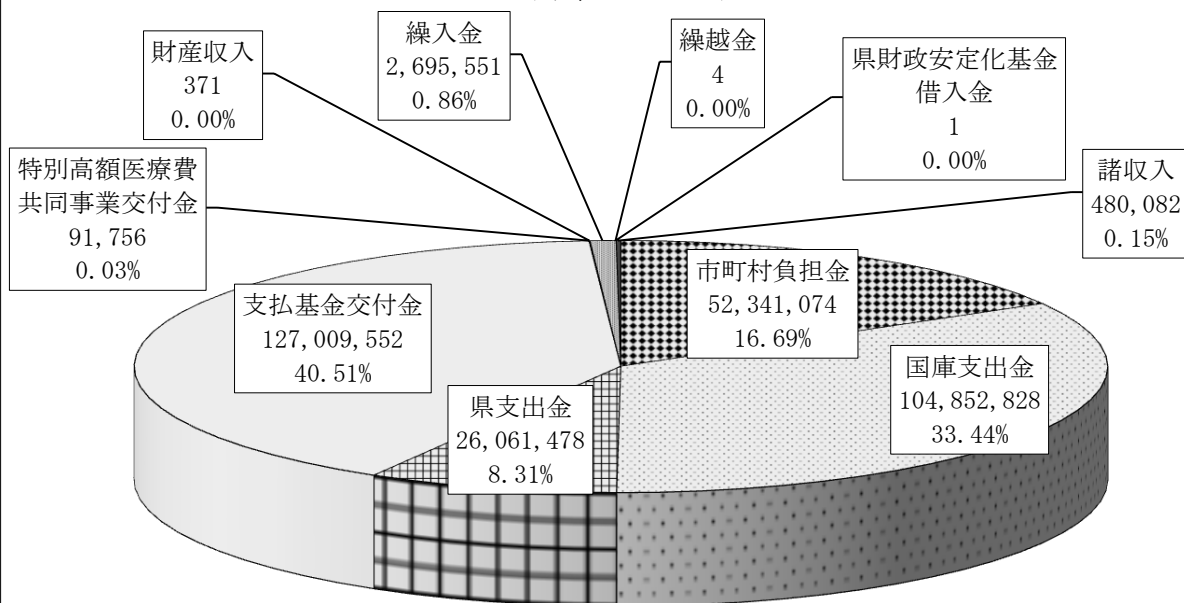 繰入金
2,695,551
0.86%
繰越金
4
0.00%
財産収入
371
0.00%
県財政安定化基金
借入金
1
0.00%
特別高額医療費
共同事業交付金
91,756
0.03%
諸収入
480,082
0.15%
市町村負担金
52,341,074
16.69%
支払基金交付金
127,009,552
40.51%
国庫支出金
104,852,828
33.44%
県支出金
26,061,478
8.31%